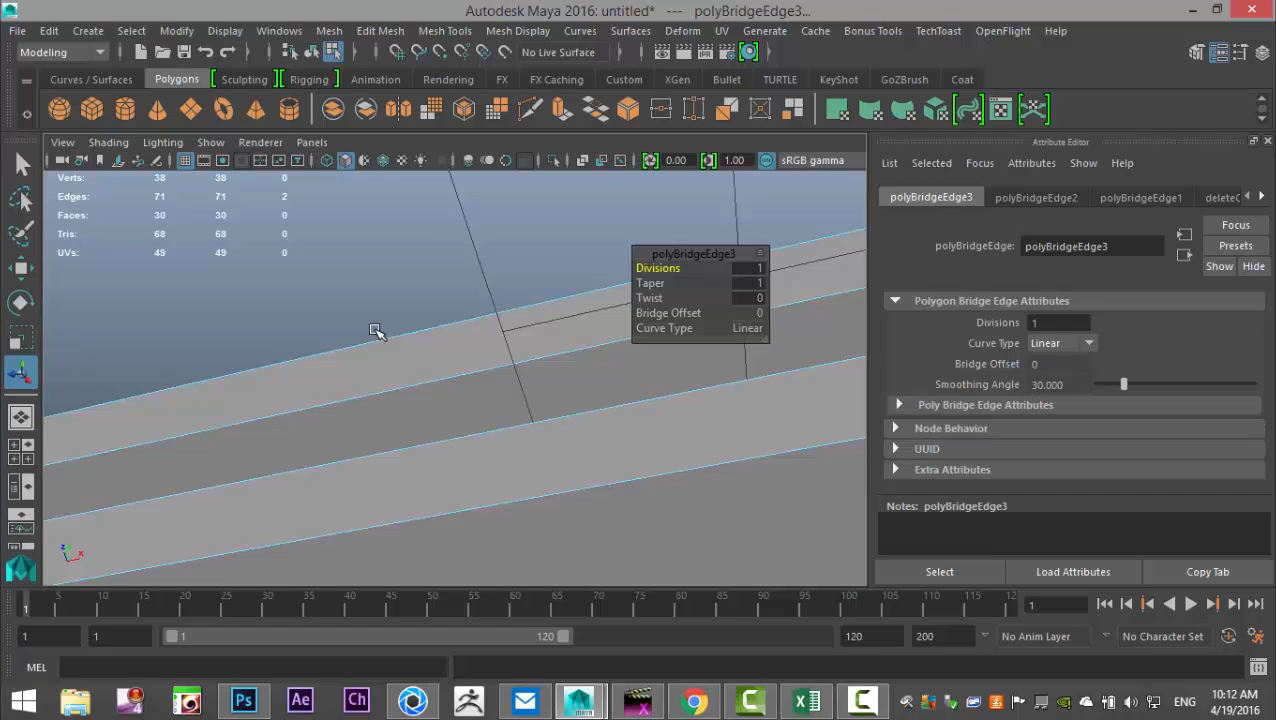 Autodesk Maya 2016: untitled*   ---   polyBridgeEdge3...
File Edit Create Select Modify Display Windows Mesh Edit Mesh Mesh Tools Mesh Display Curves Surfaces Deform UV Generate Cache Bonus Tools TechToast OpenFlight Help
Modeling No Live Surface
Curves / Surfaces Polygons Sculpting Rigging Animation Rendering FX FX Caching Custom XGen Bullet TURTLE KeyShot GoZBrush Coat
View Shading Lighting Show Renderer Panels
0.00 1.00 sRGB gamma
Verts: 38 38 0
Edges: 71 71 2
Faces: 30 30 0
Tris: 68 68 0
UVs: 49 49 0
polyBridgeEdge3
Divisions 1
Taper 1
Twist 0
Bridge Offset 0
Curve Type Linear
z x
Attribute Editor
List Selected Focus Attributes Show Help
polyBridgeEdge3 polyBridgeEdge2 polyBridgeEdge1 deleteC
polyBridgeEdge: polyBridgeEdge3
Focus
Presets
Show Hide
Polygon Bridge Edge Attributes
Divisions 1
Curve Type Linear
Bridge Offset 0
Smoothing Angle 30.000
Poly Bridge Edge Attributes
Node Behavior
UUID
Extra Attributes
Notes: polyBridgeEdge3
Select Load Attributes Copy Tab
5 10 15 20 25 30 35 40 45 50 55 60 65 70 75 80 85 90 95 100 105 110 115 12
1 1
1 1 1 120 120 200 No Anim Layer No Character Set
MEL
Ps Ae Ch X C X C ENG
10:12 AM
4/19/2016